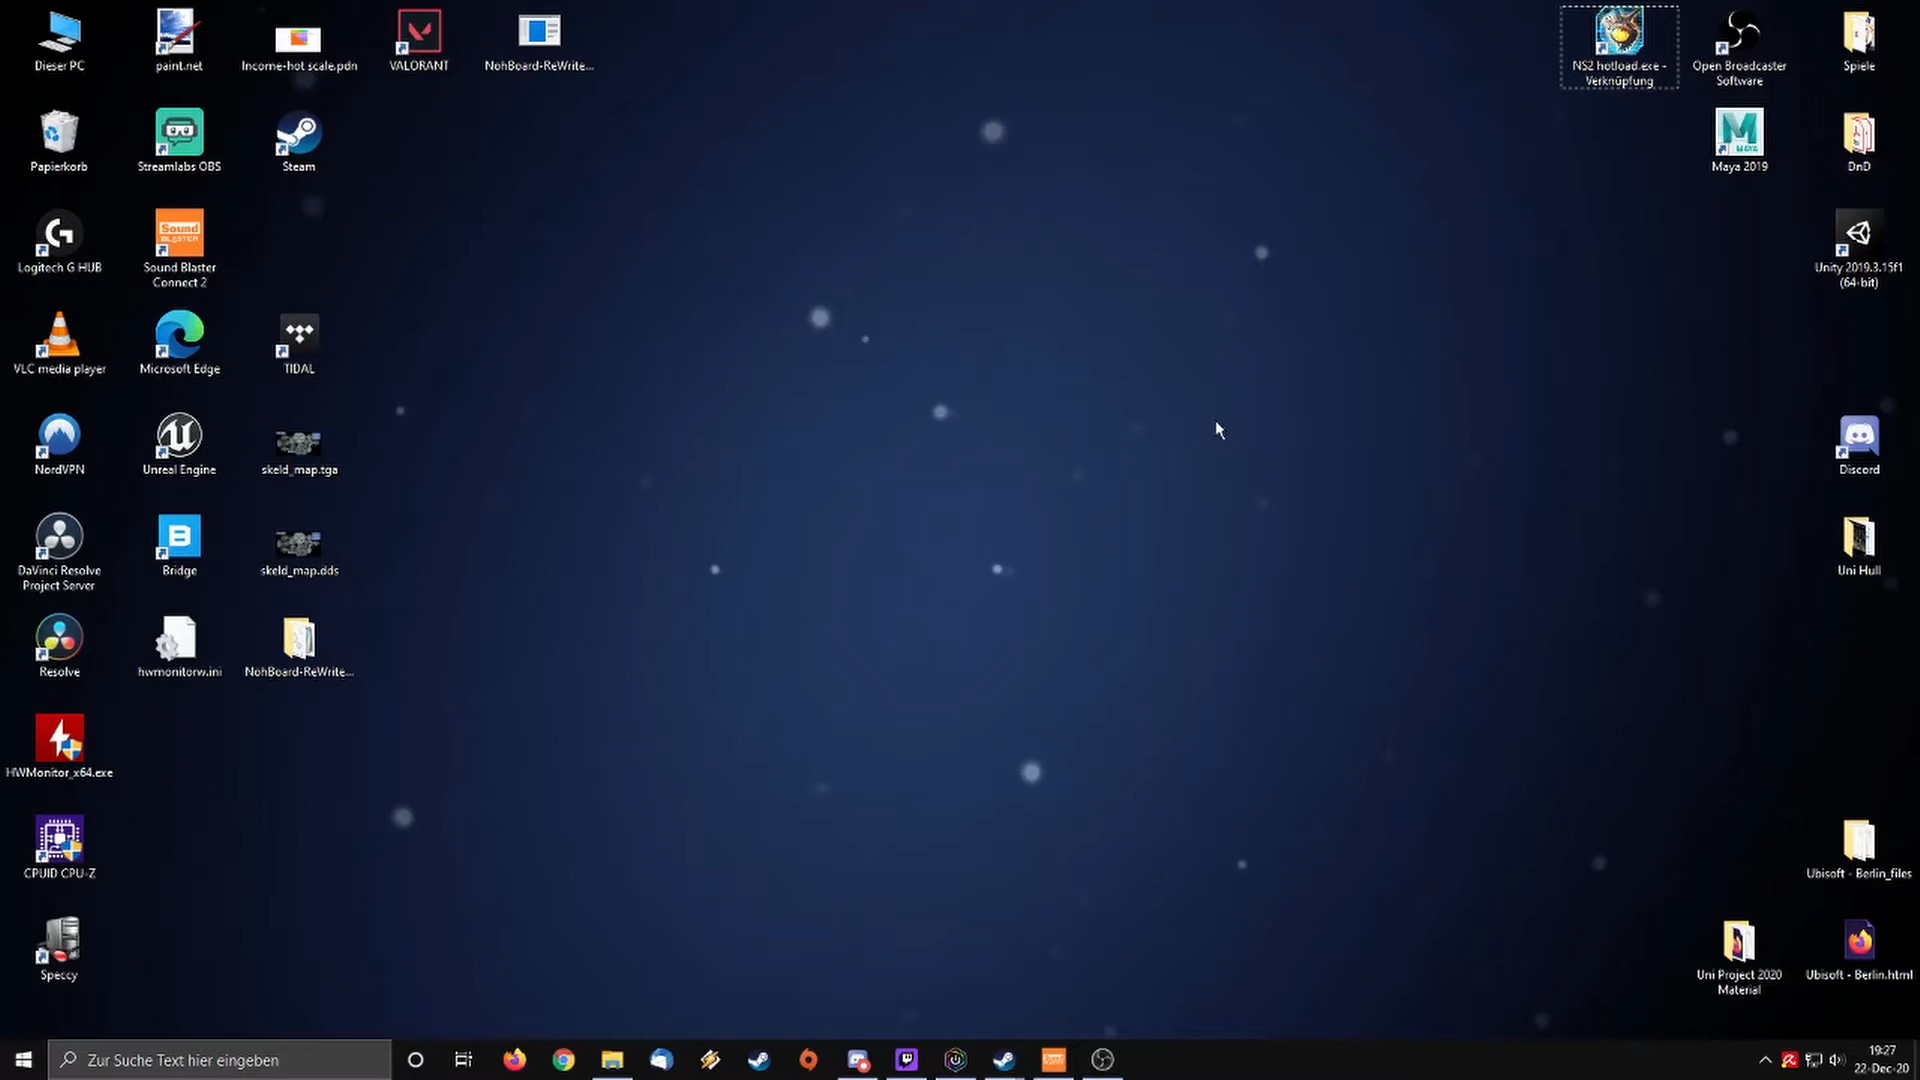 Dieser PC
paint.net
Income-hot scale.pdn
VALORANT
NohBoard-ReWrite...
NS2 hotload.exe -
Verknüpfung
Open Broadcaster
Software
Spiele
Papierkorb
Streamlabs OBS
Steam
MAYA
Maya 2019
DnD
Logitech G HUB
Sound
BLASTER
Sound Blaster
Connect 2
Unity 2019.3.15f1
(64-bit)
VLC media player
Microsoft Edge
TIDAL
NordVPN
Unreal Engine
skeld_map.tga
Discord
DaVinci Resolve
Project Server
Bridge
skeld_map.dds
Uni Hull
Resolve
hwmonitorw.ini
NohBoard-ReWrite...
HWMonitor_x64.exe
CPUID CPU-Z
Ubisoft - Berlin_files
Speccy
Uni Project 2020
Material
Ubisoft - Berlin.html
Zur Suche Text hier eingeben
19:27
22-Dec-20